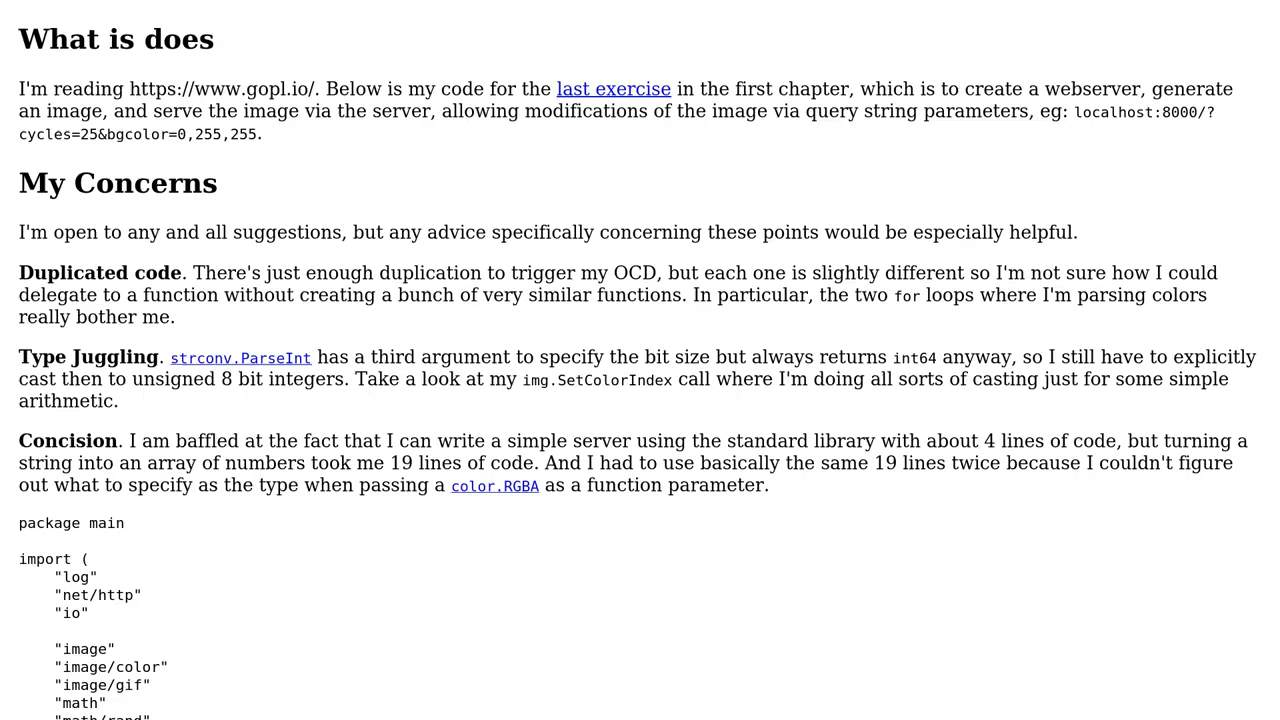 What is does
I'm reading https://www.gopl.io/. Below is my code for the last exercise in the first chapter, which is to create a webserver, generate
an image, and serve the image via the server, allowing modifications of the image via query string parameters, eg: localhost:8000/?
cycles=25&bgcolor=0,255,255.
My Concerns
I'm open to any and all suggestions, but any advice specifically concerning these points would be especially helpful.
Duplicated code. There's just enough duplication to trigger my OCD, but each one is slightly different so I'm not sure how I could
delegate to a function without creating a bunch of very similar functions. In particular, the two for loops where I'm parsing colors
really bother me.
Type Juggling. strconv.ParseInt has a third argument to specify the bit size but always returns int64 anyway, so I still have to explicitly
cast then to unsigned 8 bit integers. Take a look at my img.SetColorIndex call where I'm doing all sorts of casting just for some simple
arithmetic.
Concision. I am baffled at the fact that I can write a simple server using the standard library with about 4 lines of code, but turning a
string into an array of numbers took me 19 lines of code. And I had to use basically the same 19 lines twice because I couldn't figure
out what to specify as the type when passing a color.RGBA as a function parameter.
package main
import (
"log"
"net/http"
"io"
"image"
"image/color"
"image/gif"
"math"
"math/rand"